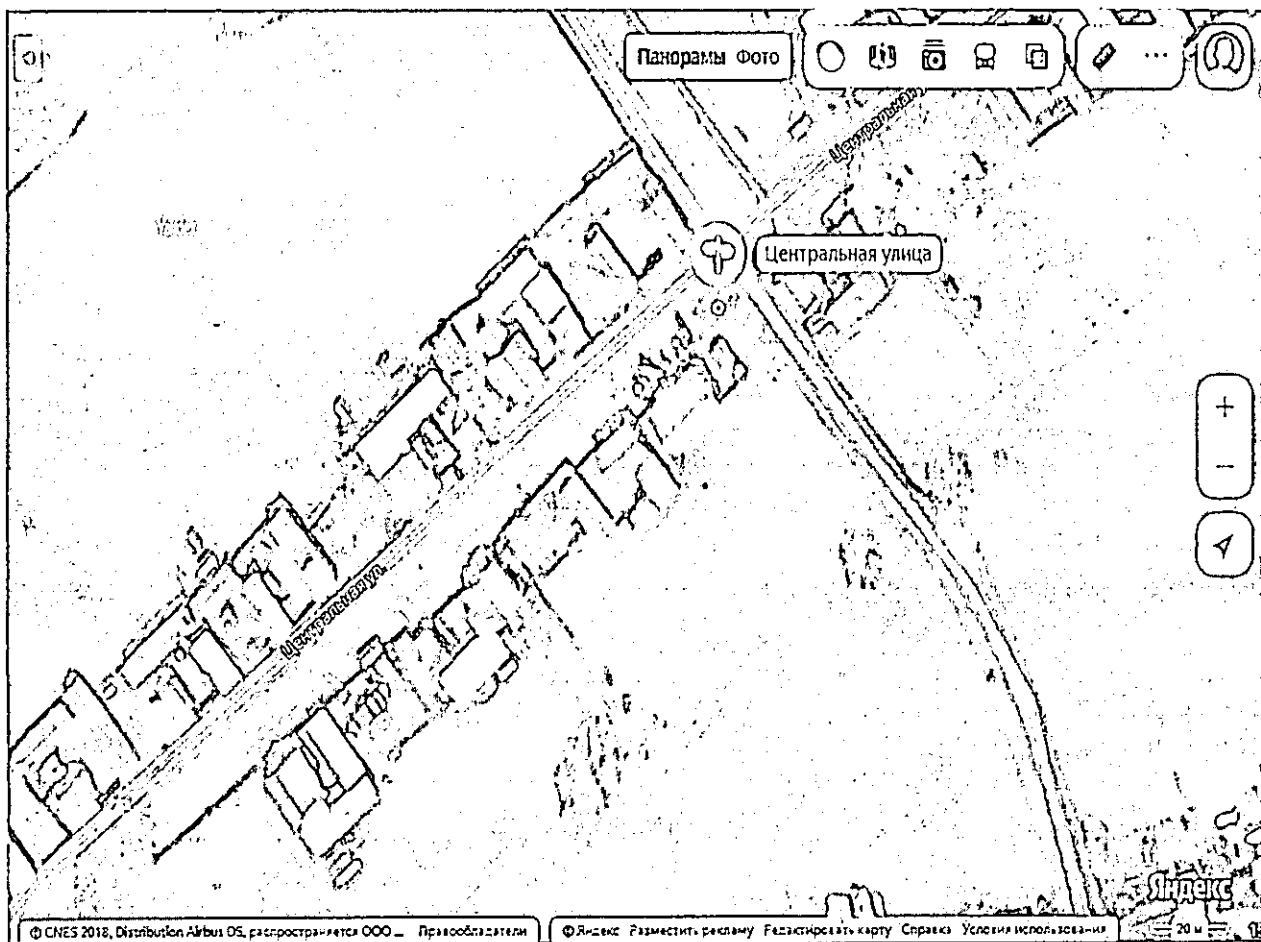 Панорамы Фото
Центральная
Центральная улица
Центральная ул.
Яндекс
© CNES 2018, Distribution Airbus DS, распространяется ООО ... Правообладатели
© Яндекс Разместить рекламу Редактировать карту Справка Условия использования
20 м